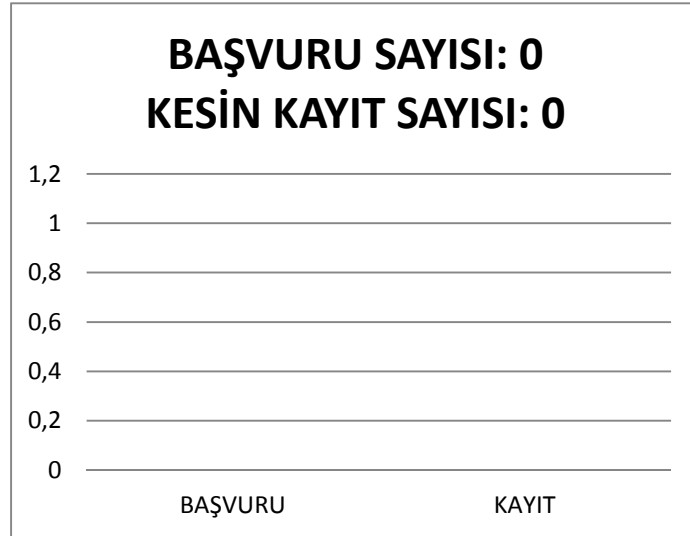 BAŞVURU SAYISI: 0
KESİN KAYIT SAYISI: 0
1,2
1
0,8
0,6
0,4
0,2
0
BAŞVURU KAYIT